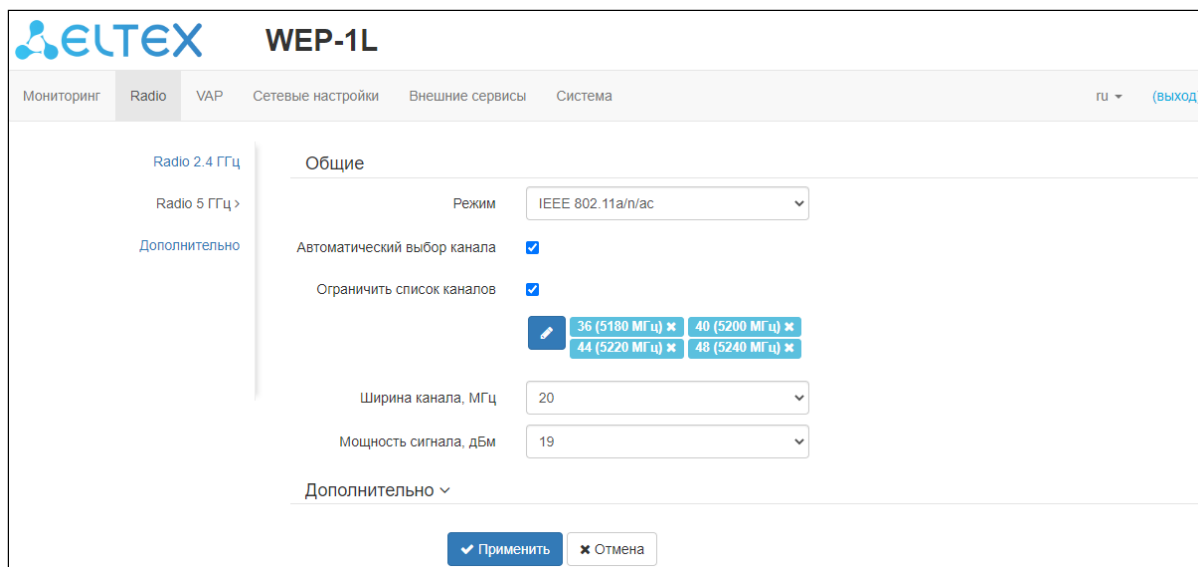 ELTEX WEP-1L
Мониторинг Radio VAP Сетевые настройки Внешние сервисы Система ru (выход)
Radio 2.4 ГГц
Общие
Radio 5 ГГц >
Режим IEEE 802.11a/n/ac
Дополнительно
Автоматический выбор канала
Ограничить список каналов
36 (5180 МГц) ✖ 40 (5200 МГц) ✖
44 (5220 МГц) ✖ 48 (5240 МГц) ✖
Ширина канала, МГц 20
Мощность сигнала, дБм 19
Дополнительно
✔ Применить ✖ Отмена